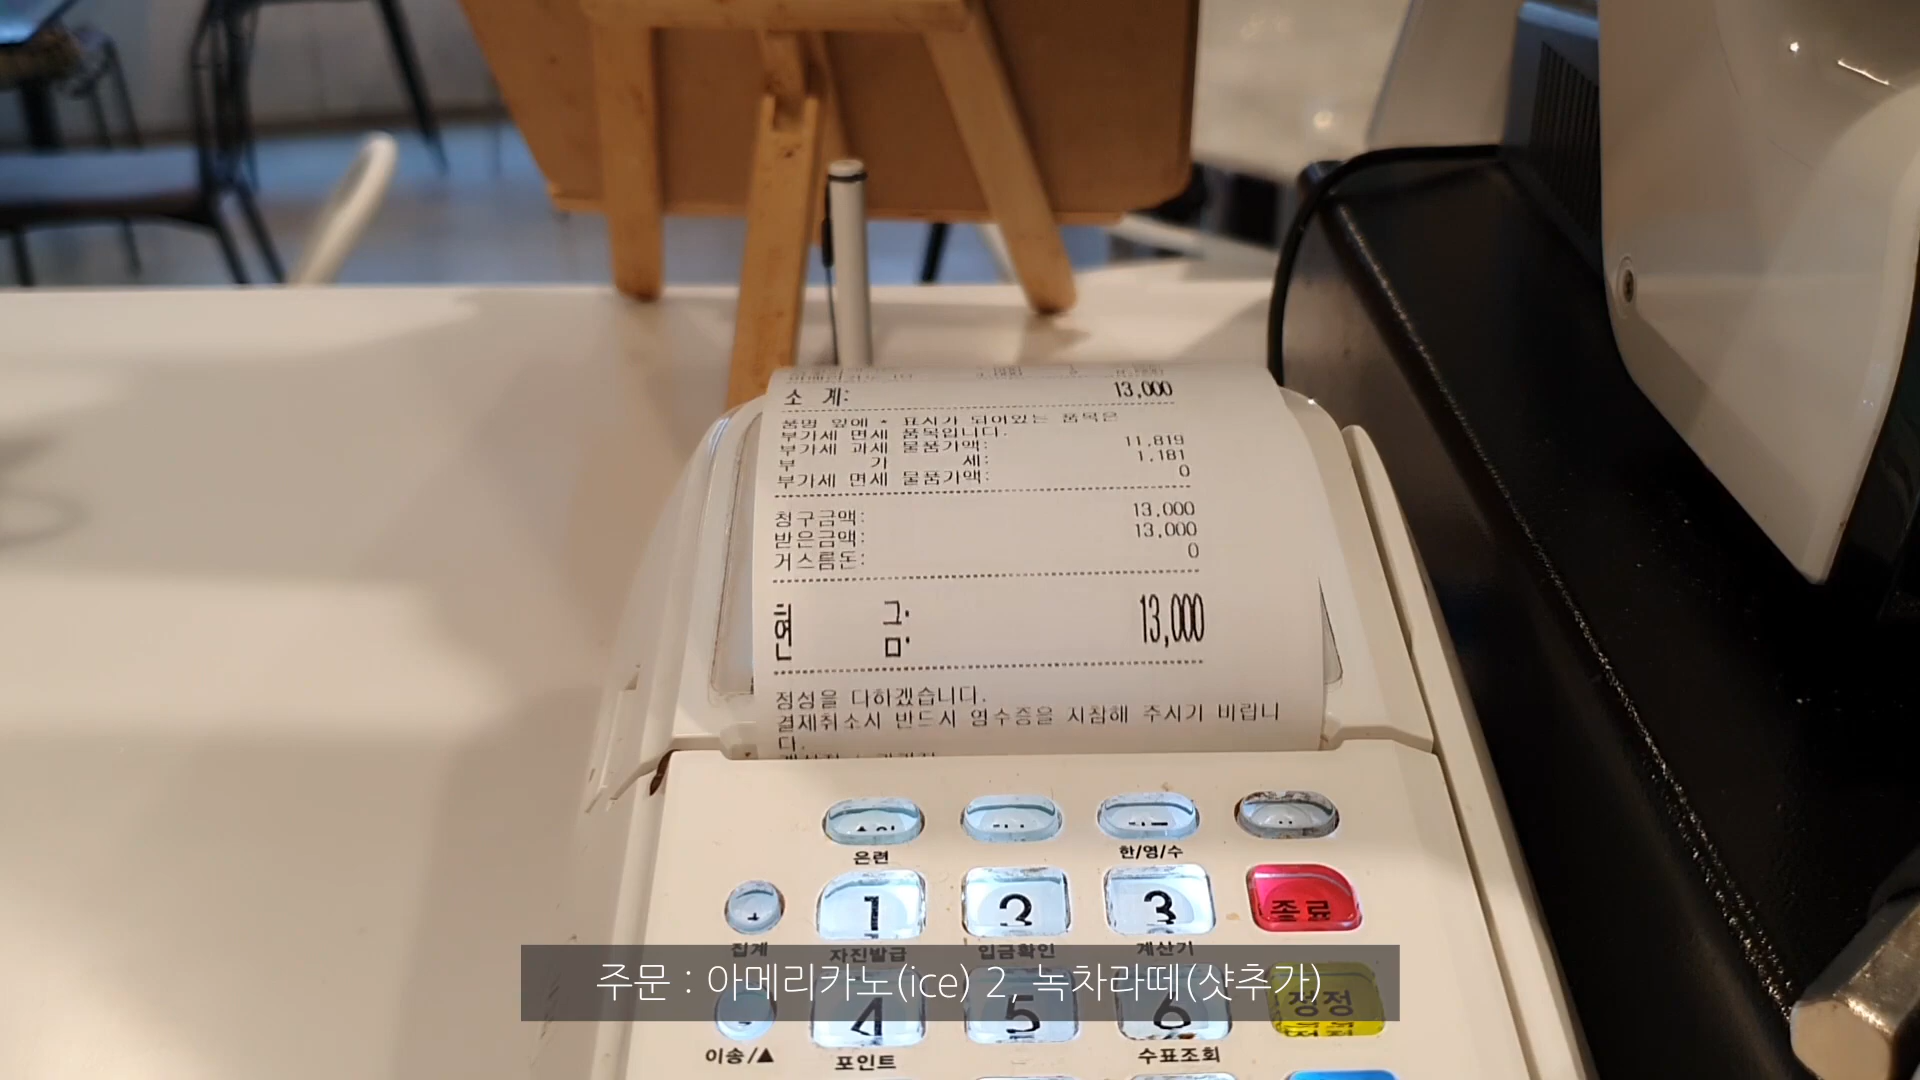 소 계: 13,000
품명 앞에 * 표시가 되어있는 품목은
부가세 면세 품목입니다.
부가세 과세 물품가액: 11,819
부 가 세: 1,181
부가세 면세 물품가액: 0
청구금액: 13,000
받은금액: 13,000
거스름돈: 0
현 금 13,000
정성을 다하겠습니다.
결제취소시 반드시 영수증을 지참해 주시기 바랍니
다.
은련 한/영/수
1 2 3 종료
집계 자진발급 입금확인 계산기
주문 : 아메리카노(ice) 2, 녹차라떼(샷추가)
4 5 6 정정
이송/▲ 포인트 수표조회